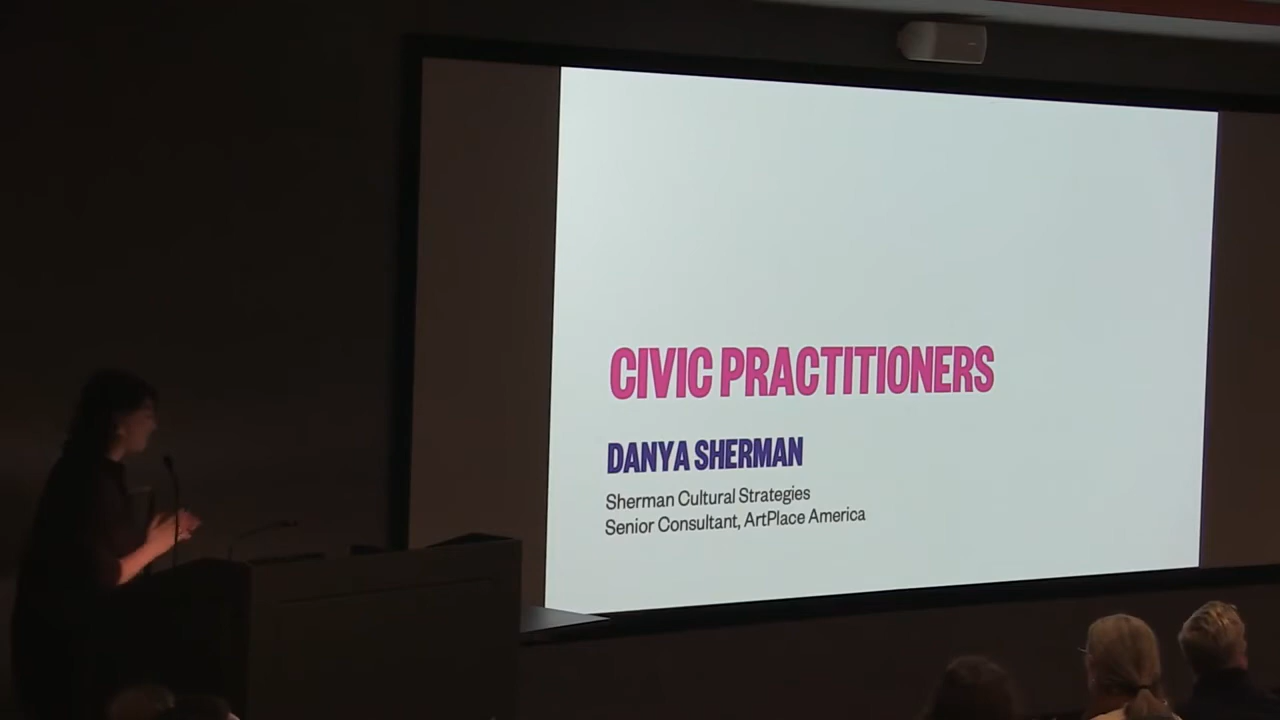 CIVIC PRACTITIONERS
DANYA SHERMAN
Sherman Cultural Strategies
Senior Consultant, ArtPlace America